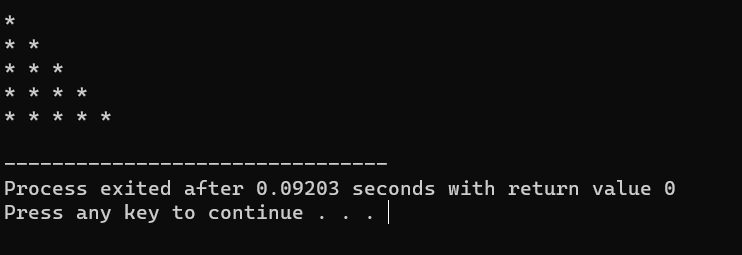 *
* *
* * *
* * * *
* * * * *
--------------------------------
Process exited after 0.09203 seconds with return value 0
Press any key to continue . . .